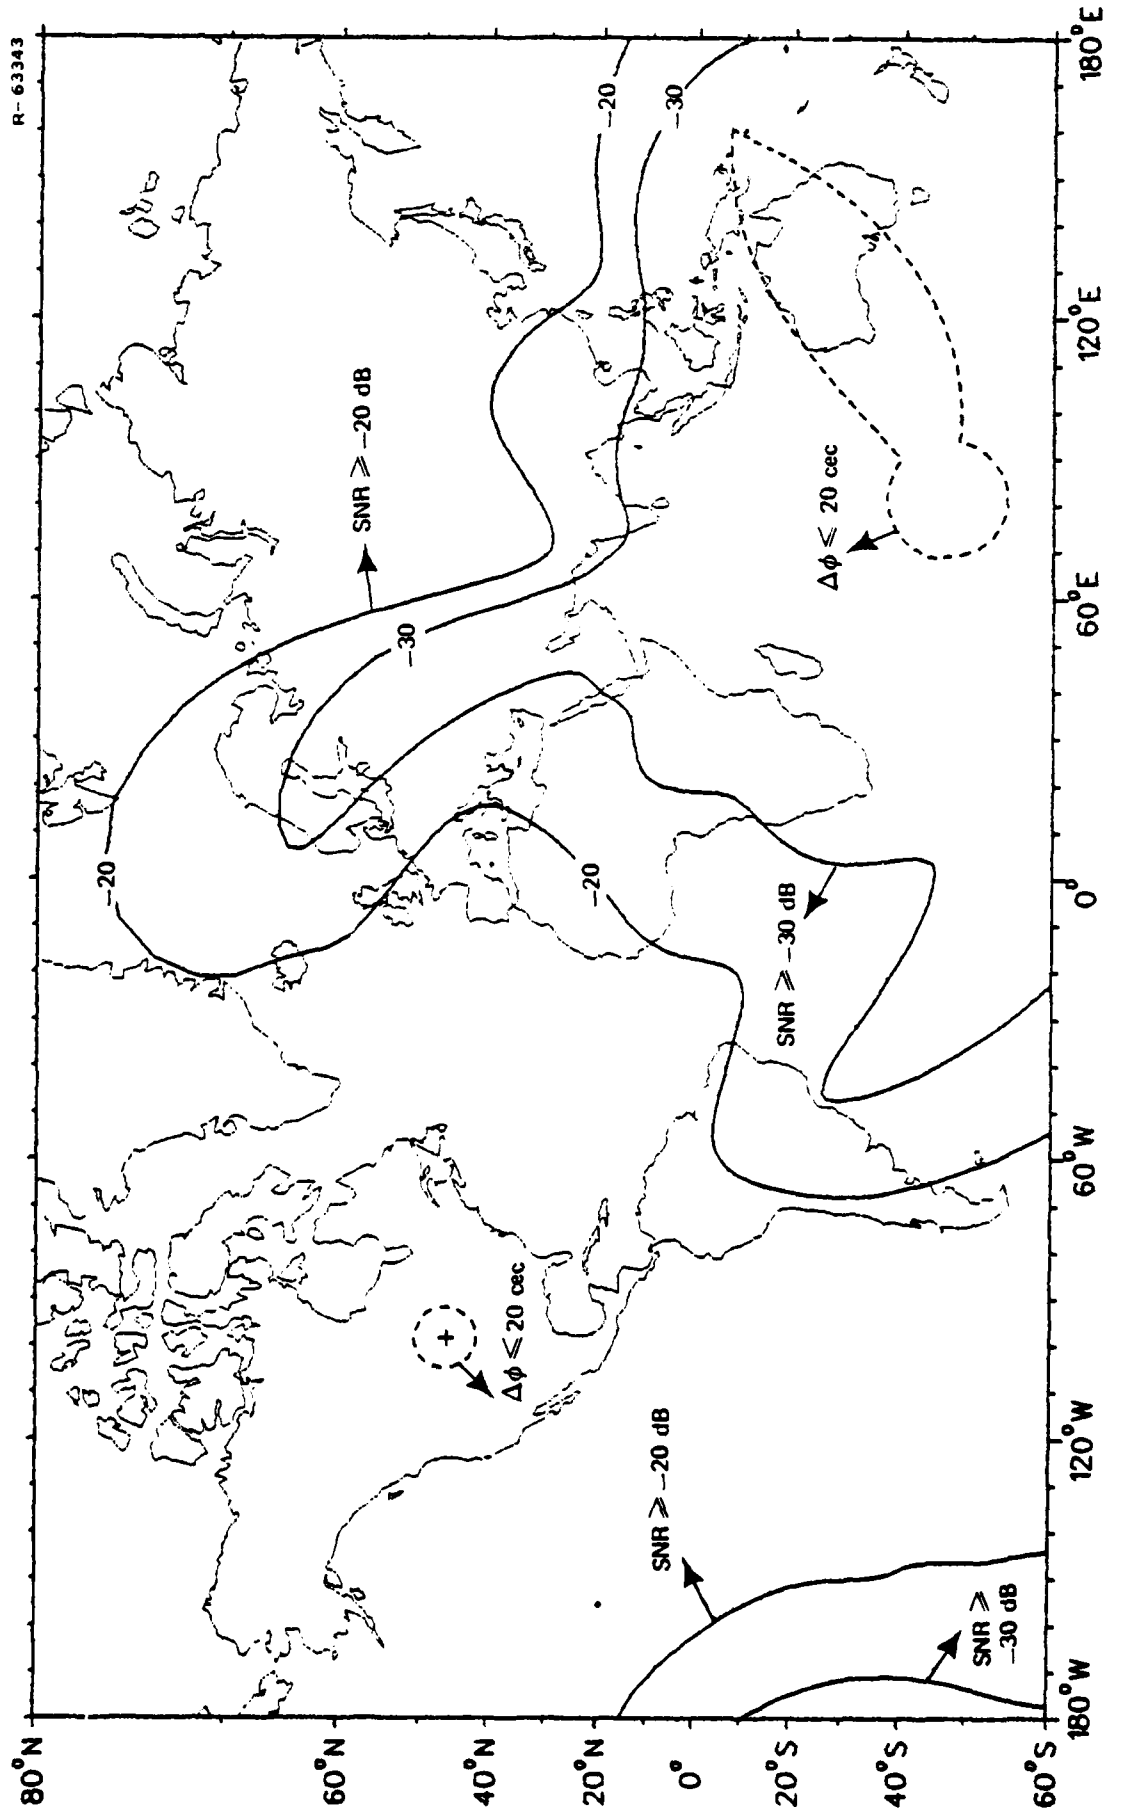 R-63343
80°N
60°N
40°N
20°N
0°
20°S
40°S
60°S
180°W
120°W
60°W
0°
60°E
120°E
180°E
-20
SNR ⩾ -20 dB
-30
-20
-30
-20
Δϕ ⩽ 20 cec
SNR ⩾ -30 dB
+
Δϕ ⩽ 20 cec
SNR ⩾ -20 dB
SNR ⩾
-30 dB